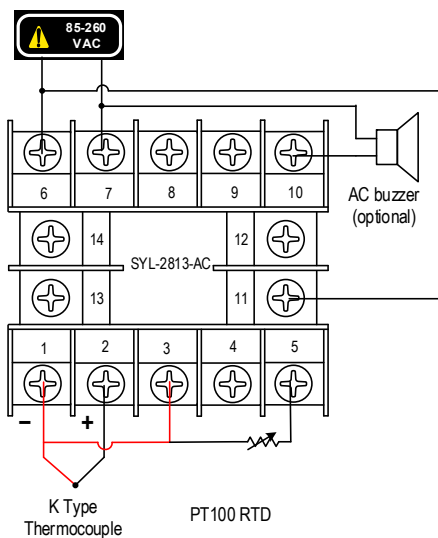 85-260
VAC
6
7
8
9
10
AC buzzer
(optional)
14
12
SYL-2813-AC
13
11
1
2
3
4
5
− +
K Type
Thermocouple
PT100 RTD